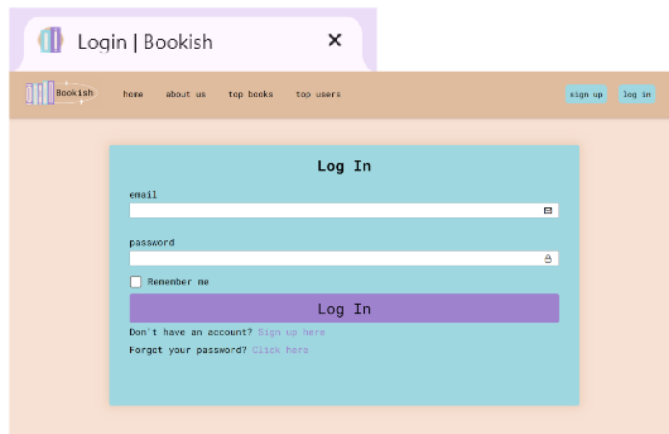 Login | Bookish
Bookish home about us top books top users sign up log in
Log In
email
password
Remember me
Log In
Don't have an account? Sign up here
Forgot your password? Click here